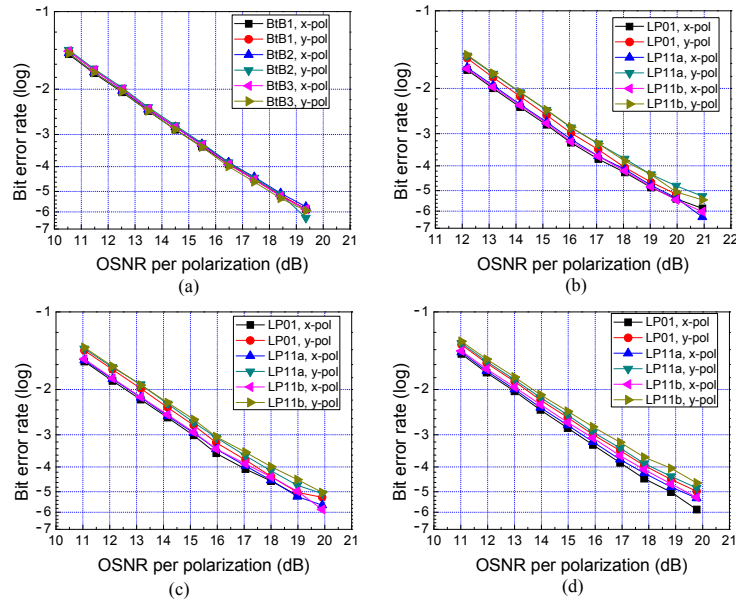 -1
-2
-3
-4
-5
-6
-7
10 11 12 13 14 15 16 17 18 19 20 21
Bit error rate (log)
OSNR per polarization (dB)
BtB1, x-pol
BtB1, y-pol
BtB2, x-pol
BtB2, y-pol
BtB3, x-pol
BtB3, y-pol
(a)
-1
-2
-3
-4
-5
-6
-7
11 12 13 14 15 16 17 18 19 20 21 22
Bit error rate (log)
OSNR per polarization (dB)
LP01, x-pol
LP01, y-pol
LP11a, x-pol
LP11a, y-pol
LP11b, x-pol
LP11b, y-pol
(b)
-1
-2
-3
-4
-5
-6
-7
10 11 12 13 14 15 16 17 18 19 20 21
Bit error rate (log)
OSNR per polarization (dB)
LP01, x-pol
LP01, y-pol
LP11a, x-pol
LP11a, y-pol
LP11b, x-pol
LP11b, y-pol
(c)
-1
-2
-3
-4
-5
-6
-7
10 11 12 13 14 15 16 17 18 19 20 21
Bit error rate (log)
OSNR per polarization (dB)
LP01, x-pol
LP01, y-pol
LP11a, x-pol
LP11a, y-pol
LP11b, x-pol
LP11b, y-pol
(d)